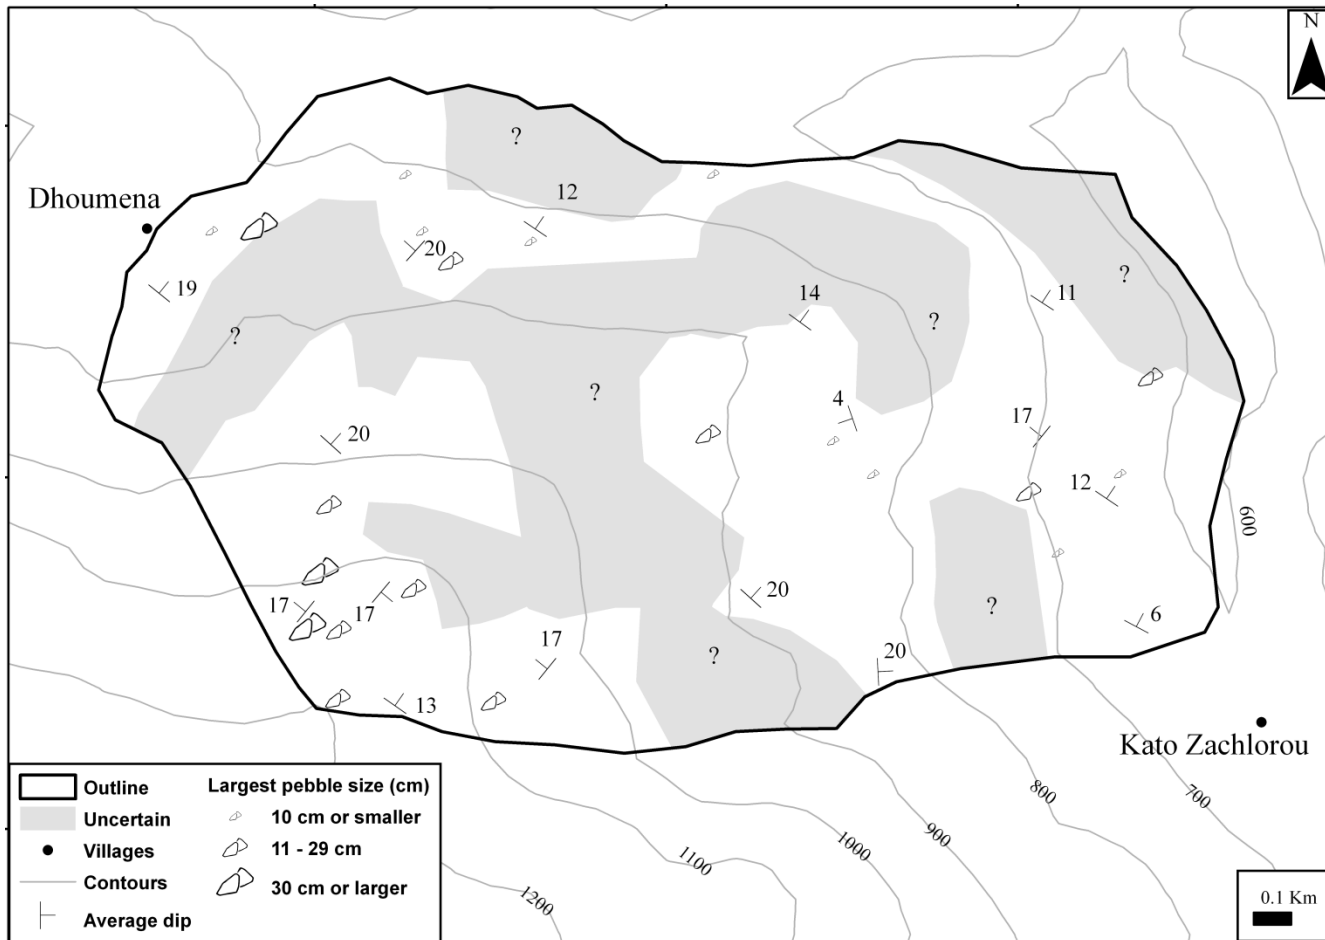 N
?
Dhoumena
12
20
?
19
14
11
?
?
?
4
17
20
12
600
17
17
20
?
6
17
?
20
13
Kato Zachlorou
Outline
Uncertain
Villages
Contours
Average dip
Largest pebble size (cm)
10 cm or smaller
11 - 29 cm
30 cm or larger
800
700
900
1000
1100
1200
0.1 Km